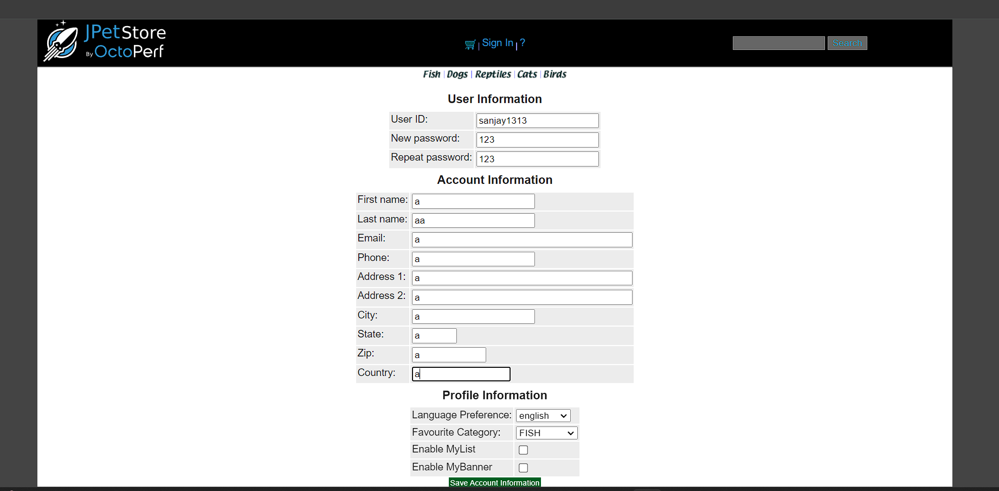 JPetStore
By OctoPerf
Sign In | ?
Search
Fish | Dogs | Reptiles | Cats | Birds
User Information
User ID: sanjay1313
New password: 123
Repeat password: 123
Account Information
First name: a
Last name: aa
Email: a
Phone: a
Address 1: a
Address 2: a
City: a
State: a
Zip: a
Country: a
Profile Information
Language Preference: english
Favourite Category: FISH
Enable MyList
Enable MyBanner
Save Account Information